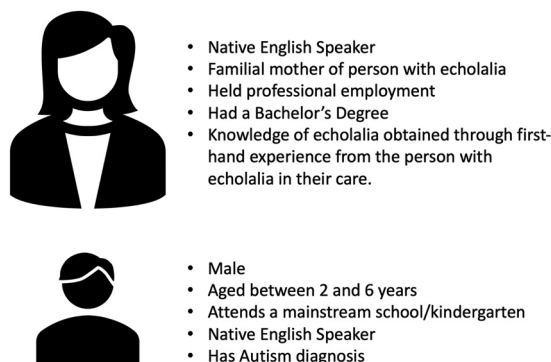 • Native English Speaker
• Familial mother of person with echolalia
• Held professional employment
• Had a Bachelor’s Degree
• Knowledge of echolalia obtained through first-
hand experience from the person with
echolalia in their care.
• Male
• Aged between 2 and 6 years
• Attends a mainstream school/kindergarten
• Native English Speaker
• Has Autism diagnosis